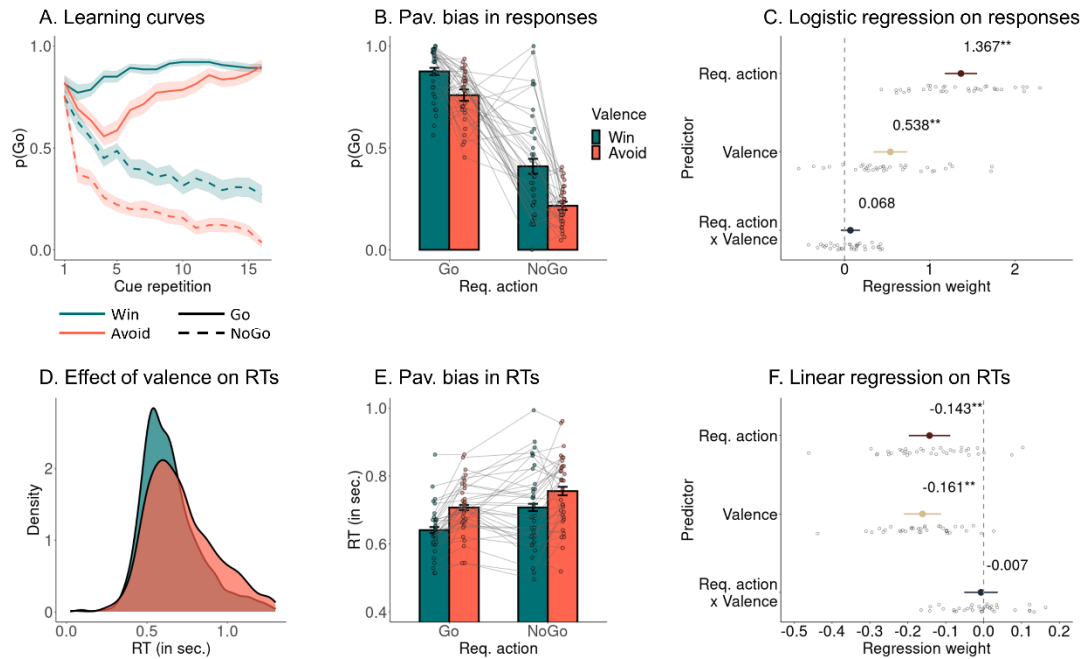 A. Learning curves
1.0
0.5
0.0
p(Go)
1
5
10
15
Cue repetition
Win
Go
Avoid
NoGo
B. Pav. bias in responses
1.0
0.5
0.0
p(Go)
Go
NoGo
Req. action
Valence
Win
Avoid
C. Logistic regression on responses
Predictor
Req. action
1.367**
Valence
0.538**
Req. action
x Valence
0.068
0
1
2
Regression weight
D. Effect of valence on RTs
Density
2
1
0
0.0
0.5
1.0
RT (in sec.)
E. Pav. bias in RTs
RT (in sec.)
1.0
0.8
0.6
0.4
Go
NoGo
Req. action
F. Linear regression on RTs
Predictor
Req. action
-0.143**
Valence
-0.161**
Req. action
x Valence
-0.007
-0.5
-0.4
-0.3
-0.2
-0.1
0.0
0.1
0.2
Regression weight